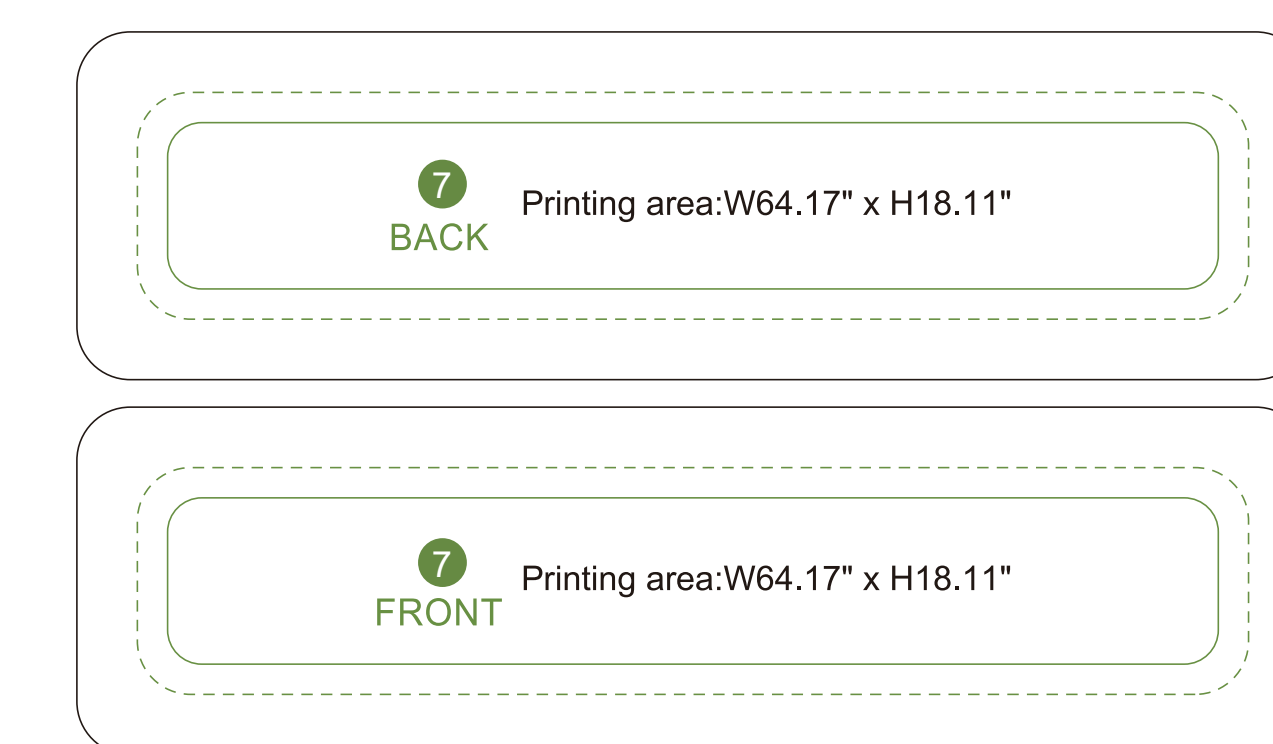 7
BACK
Printing area:W64.17" x H18.11"
7
FRONT
Printing area:W64.17" x H18.11"